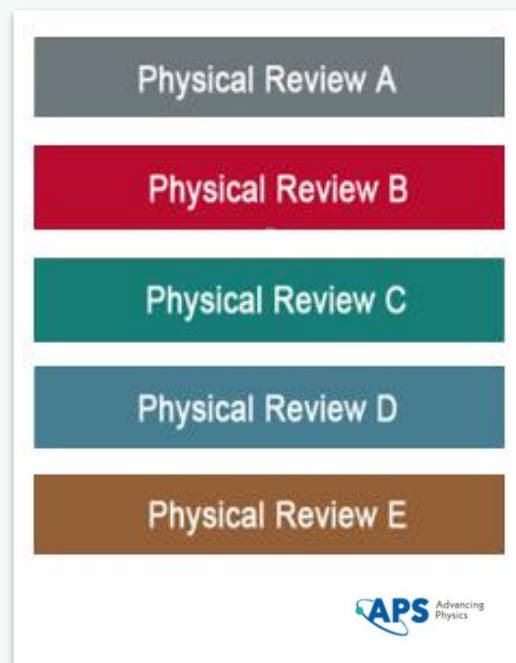 Physical Review A
Physical Review B
Physical Review C
Physical Review D
Physical Review E
APS Advancing
Physics